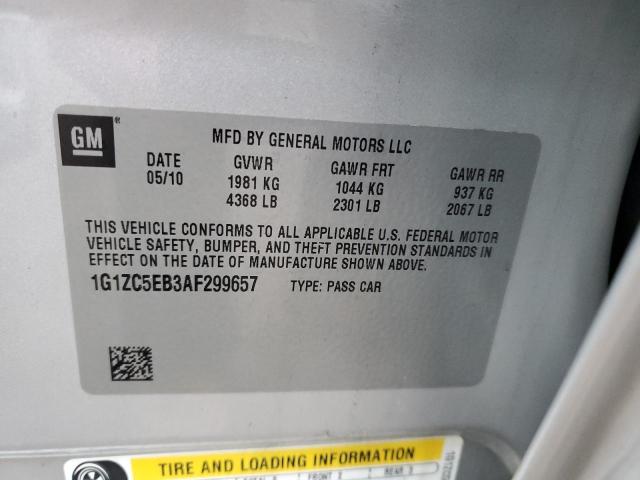 GM®
MFD BY GENERAL MOTORS LLC
DATE GVWR GAWR FRT GAWR RR
05/10 1981 KG 1044 KG 937 KG
4368 LB 2301 LB 2067 LB
THIS VEHICLE CONFORMS TO ALL APPLICABLE U.S. FEDERAL MOTOR
VEHICLE SAFETY, BUMPER, AND THEFT PREVENTION STANDARDS IN
EFFECT ON THE DATE OF MANUFACTURE SHOWN ABOVE.
1G1ZC5EB3AF299657 TYPE: PASS CAR
TIRE AND LOADING INFORMATION